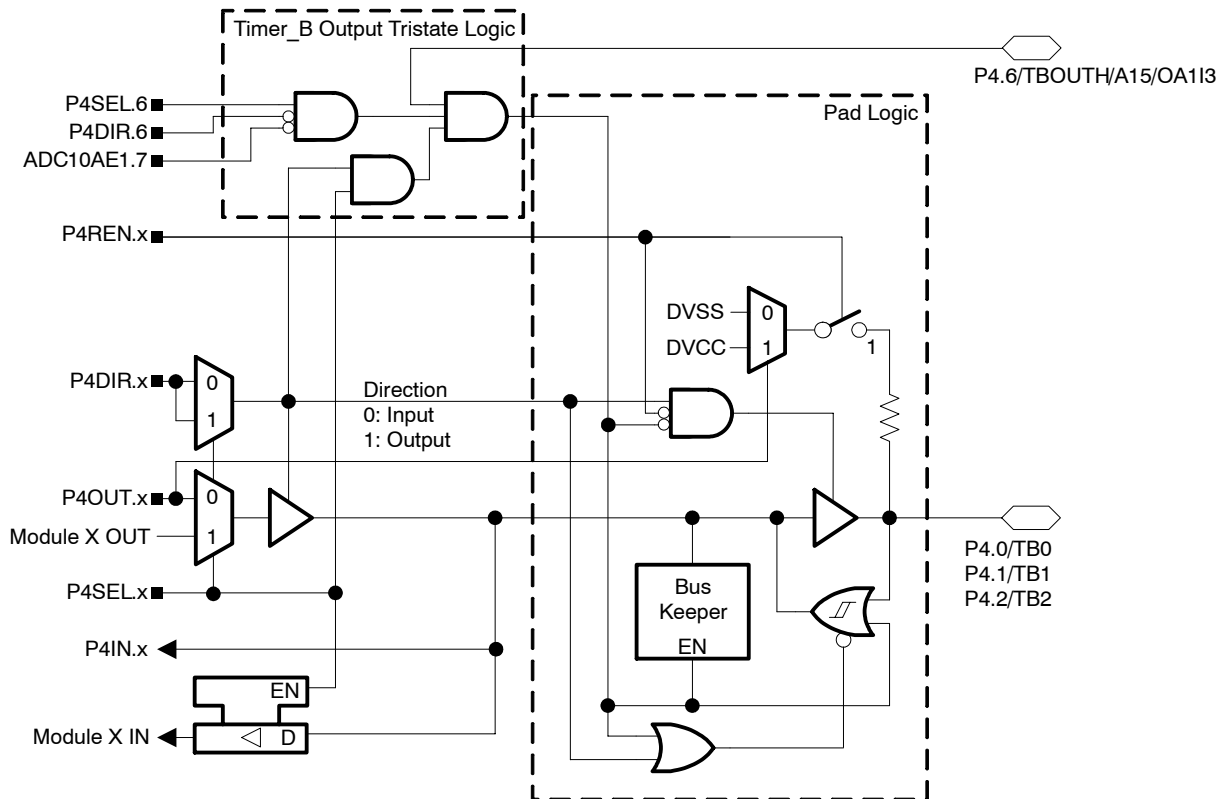 Timer_B Output Tristate Logic
P4.6/TBOUTH/A15/OA1I3
P4SEL.6
P4DIR.6
ADC10AE1.7
Pad Logic
P4REN.x
DVSS
0
DVCC
1
1
P4DIR.x
0
1
Direction
0: Input
1: Output
P4OUT.x
0
Module X OUT
1
P4SEL.x
P4.0/TB0
P4.1/TB1
P4.2/TB2
Bus
Keeper
EN
P4IN.x
EN
Module X IN
D